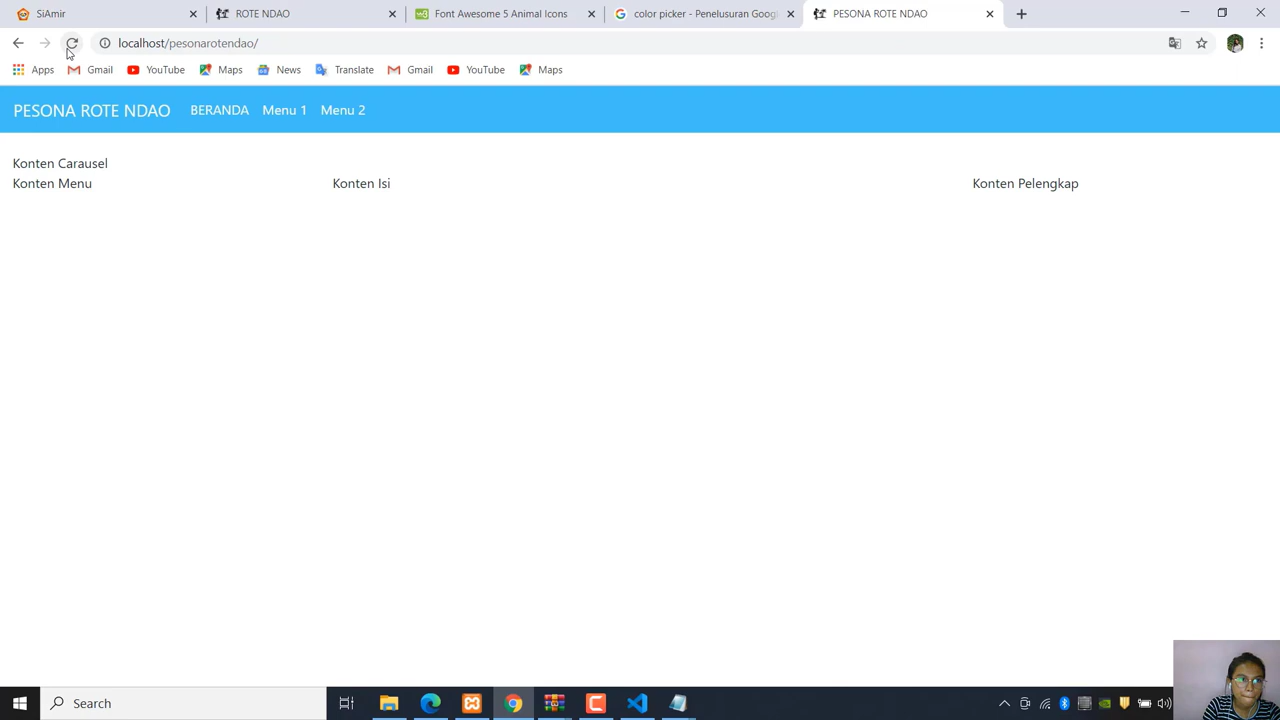 SiAmir
ROTE NDAO
Font Awesome 5 Animal Icons
color picker - Penelusuran Goog
PESONA ROTE NDAO
localhost/pesonarotendao/
Apps Gmail YouTube Maps News Translate Gmail YouTube Maps
PESONA ROTE NDAO BERANDA Menu 1 Menu 2
Konten Carausel
Konten Menu Konten Isi Konten Pelengkap
Search